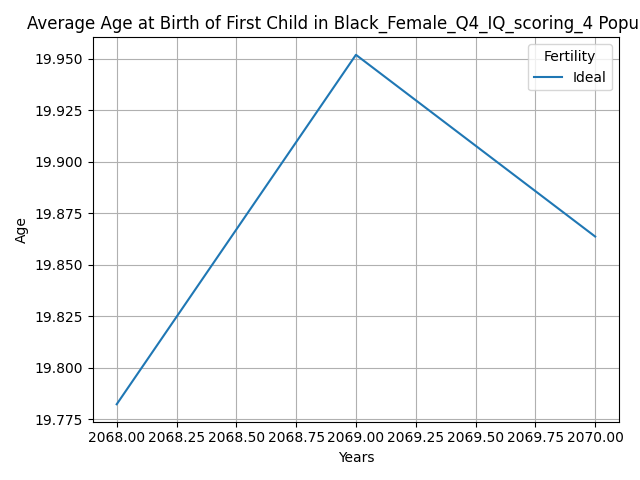 Average Age at Birth of First Child in Black_Female_Q4_IQ_scoring_4 Popu
Fertility
Ideal
19.950
19.925
19.900
19.875
19.850
19.825
19.800
19.775
Age
2068.00 2068.25 2068.50 2068.75 2069.00 2069.25 2069.50 2069.75 2070.00
Years